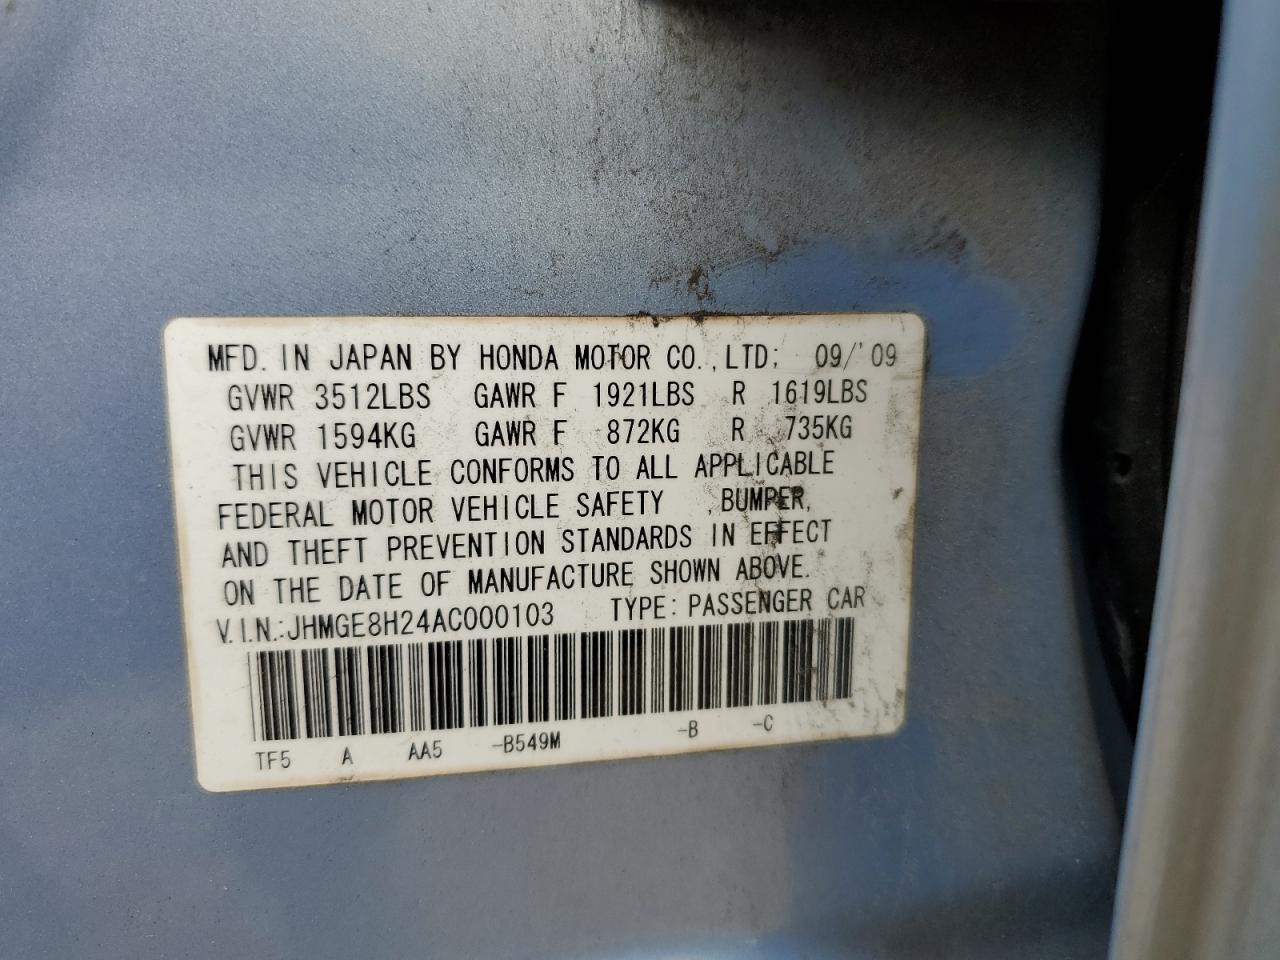 MFD. IN JAPAN BY HONDA MOTOR CO.,LTD; 09/'09
GVWR 3512LBS GAWR F 1921LBS R 1619LBS
GVWR 1594KG GAWR F 872KG R 735KG
THIS VEHICLE CONFORMS TO ALL APPLICABLE
FEDERAL MOTOR VEHICLE SAFETY ,BUMPER,
AND THEFT PREVENTION STANDARDS IN EFFECT
ON THE DATE OF MANUFACTURE SHOWN ABOVE.
V.I.N.:JHMGE8H24AC000103 TYPE: PASSENGER CAR
TF5 A AA5 -B549M -B -C